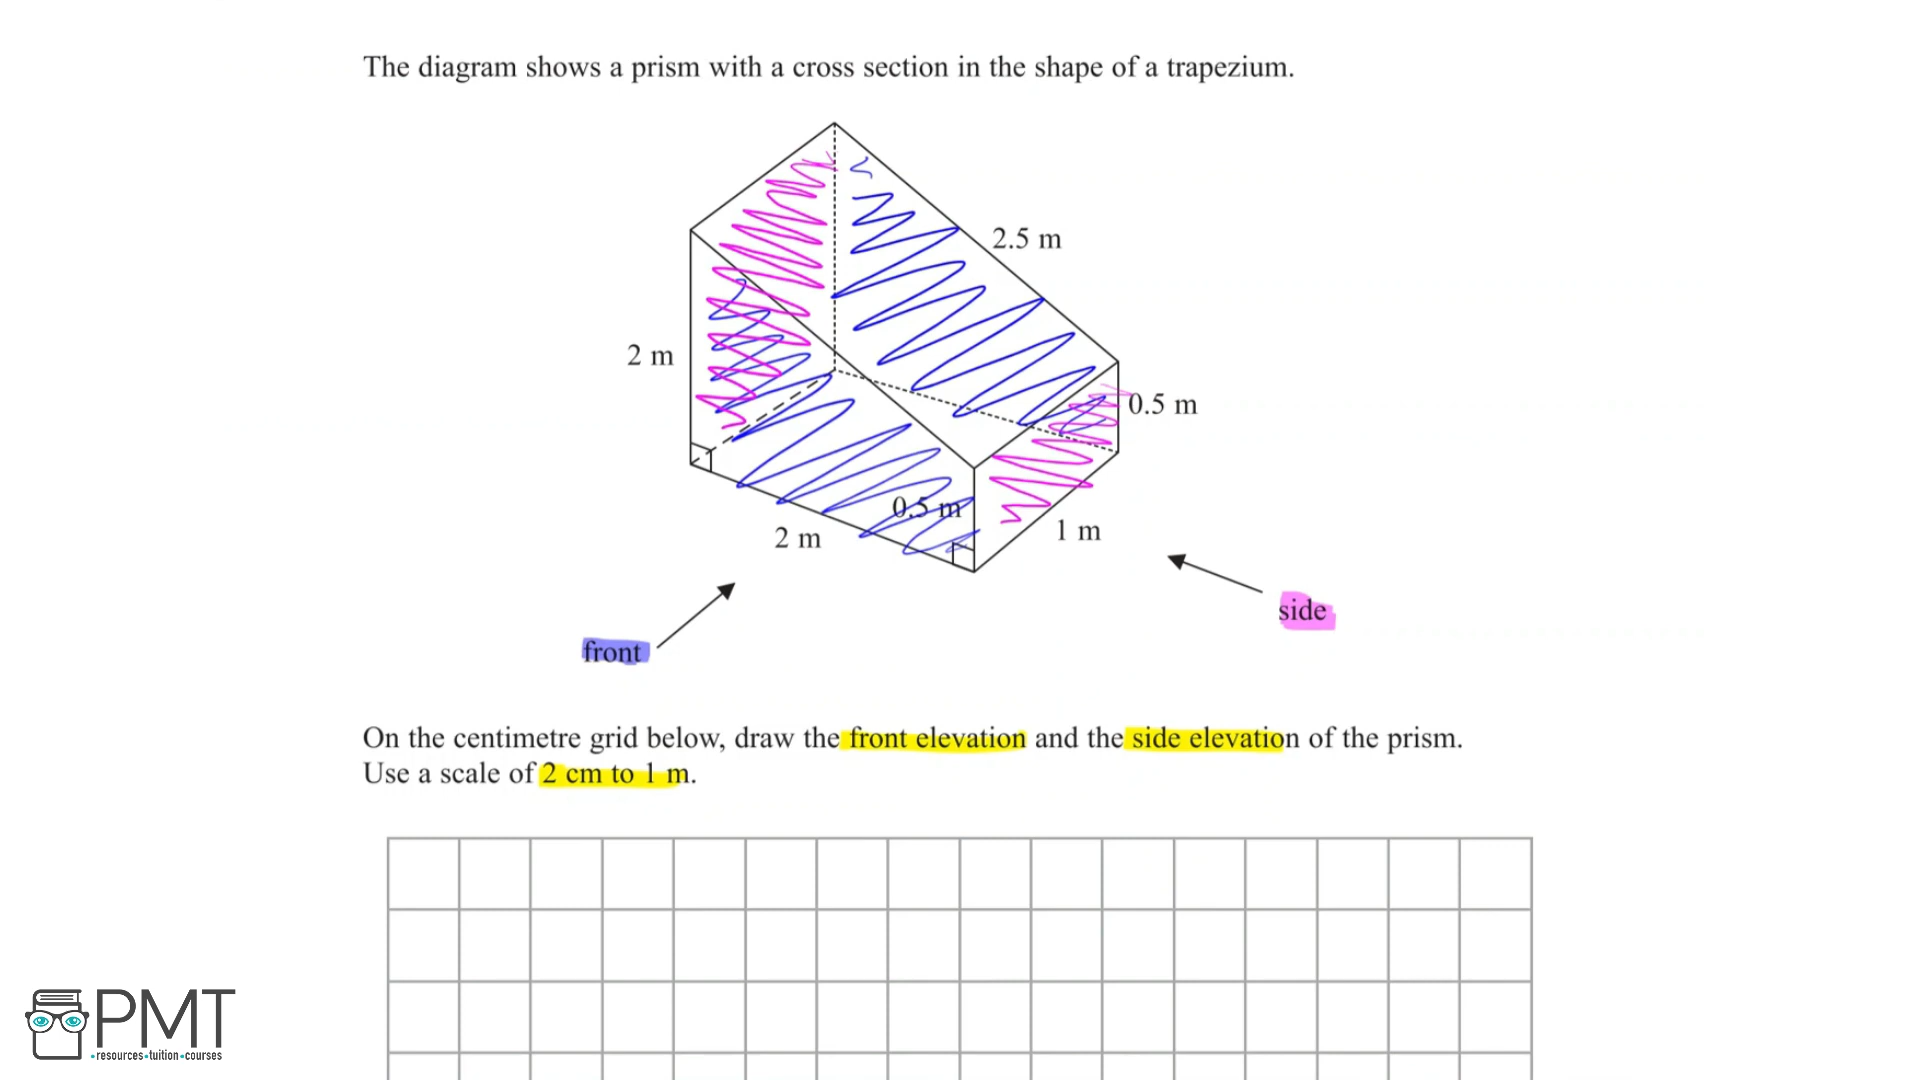 The diagram shows a prism with a cross section in the shape of a trapezium.
2.5 m
2 m
0.5 m
0.5 m
2 m
1 m
side
front
On the centimetre grid below, draw the front elevation and the side elevation of the prism.
Use a scale of 2 cm to 1 m.
PMT
•resources•tuition•courses